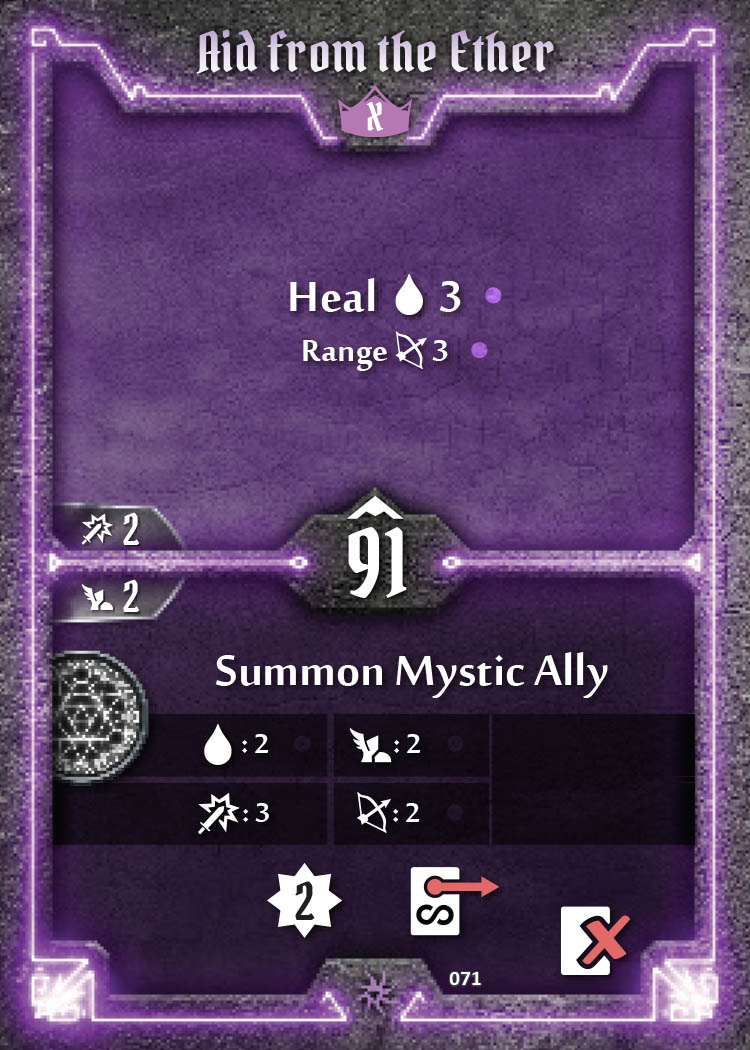 Aid from the Ether
X
Heal 3
Range 3
2
91
2
Summon Mystic Ally
: 2 : 2
: 3 : 2
2
071